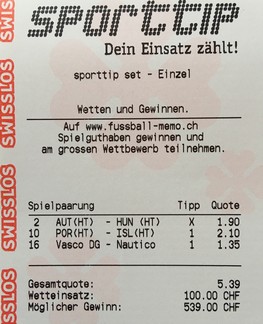 sporttip
Dein Einsatz zählt!
sporttip set - Einzel
Wetten und Gewinnen.
Auf www.fussball-memo.ch
Spielguthaben gewinnen und
am grossen Wettbewerb teilnehmen.
Spielpaarung Tipp Quote
2 AUT(HT) - HUN (HT) X 1.90
10 POR(HT) - ISL(HT) 1 2.10
16 Vasco DG - Nautico 1 1.35
Gesamtquote: 5.39
Wetteinsatz: 100.00 CHF
Möglicher Gewinn: 539.00 CHF
SWISSLOS
SWISSLOS
SWISSLOS
SWISSLOS